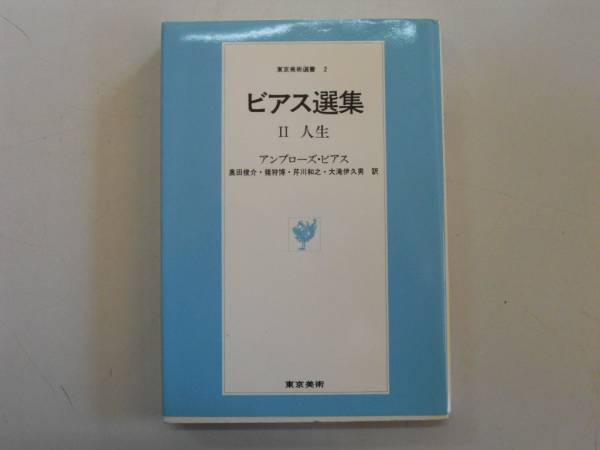 東京美術選書 2
ビアス選集
II 人生
アンブローズ・ビアス
奥田俊介・猪狩博・芹川和之・大滝伊久男 訳
東京美術